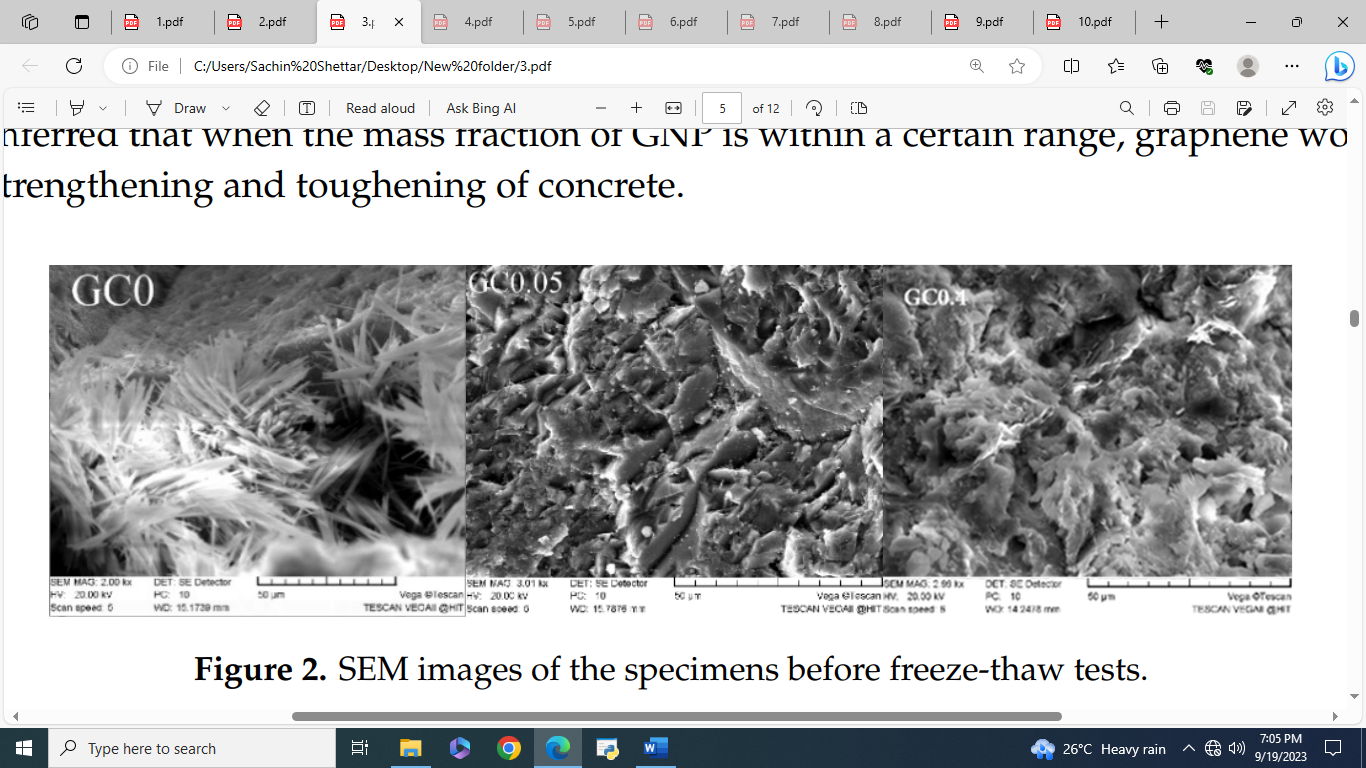 1.pdf
2.pdf
3.p
4.pdf
5.pdf
6.pdf
7.pdf
8.pdf
9.pdf
10.pdf
File
C:/Users/Sachin%20Shettar/Desktop/New%20folder/3.pdf
Draw
Read aloud
Ask Bing AI
5
of 12
nferred that when the mass fraction of GNP is within a certain range, graphene wo
trengthening and toughening of concrete.
GC0
SEM MAG: 2.00 kx DET: SE Detector
HV: 20.00 kV PC: 10 50 µm Vega ©Tescan
Scan speed: 5 WD: 15.1739 mm TESCAN VEGAII @HIT
GC0.05
SEM MAG: 3.01 kx DET: SE Detector
HV: 20.00 kV PC: 10 50 µm Vega ©Tescan
Scan speed: 6 WD: 15.7876 mm TESCAN VEGAII @HIT
GC0.4
SEM MAG: 2.99 kx DET: SE Detector
HV: 20.00 kV PC: 10 50 µm Vega ©Tescan
Scan speed: WD: 14.2478 mm TESCAN VEGAII @HIT
Figure 2. SEM images of the specimens before freeze-thaw tests.
Type here to search
26°C Heavy rain
7:05 PM
9/19/2023